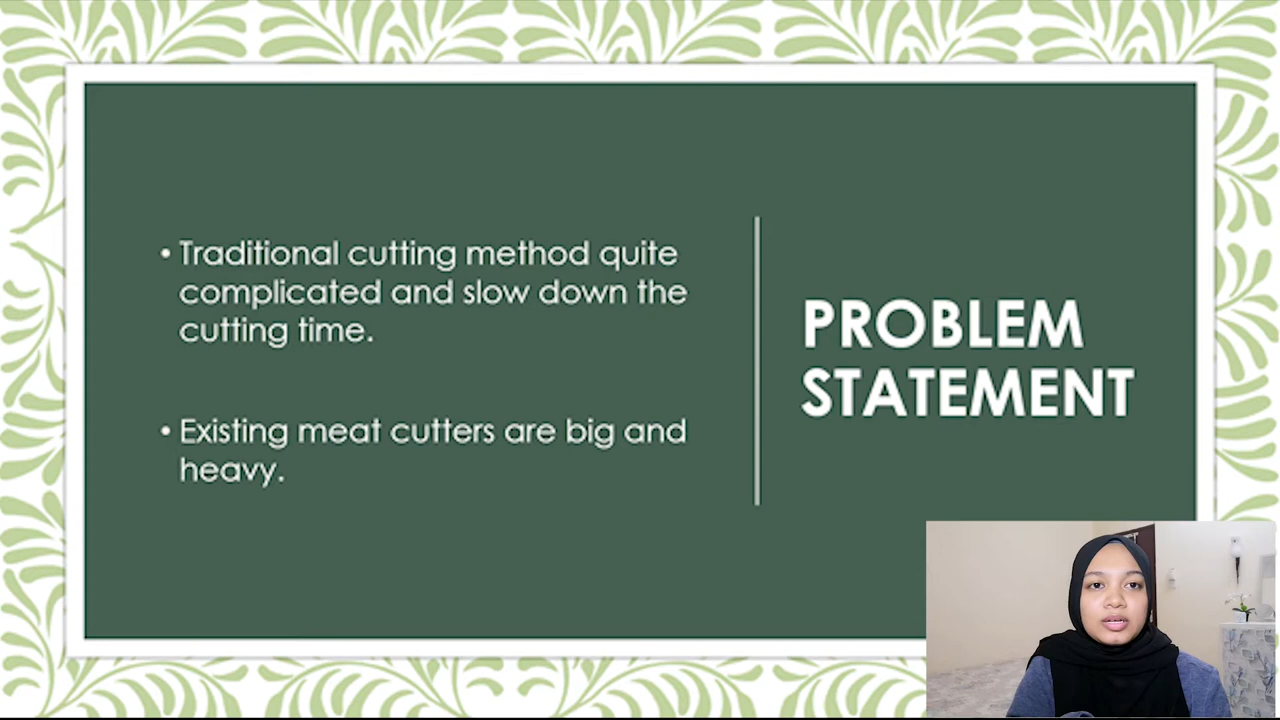 • Traditional cutting method quite
complicated and slow down the
cutting time.
• Existing meat cutters are big and
heavy.
PROBLEM
STATEMENT